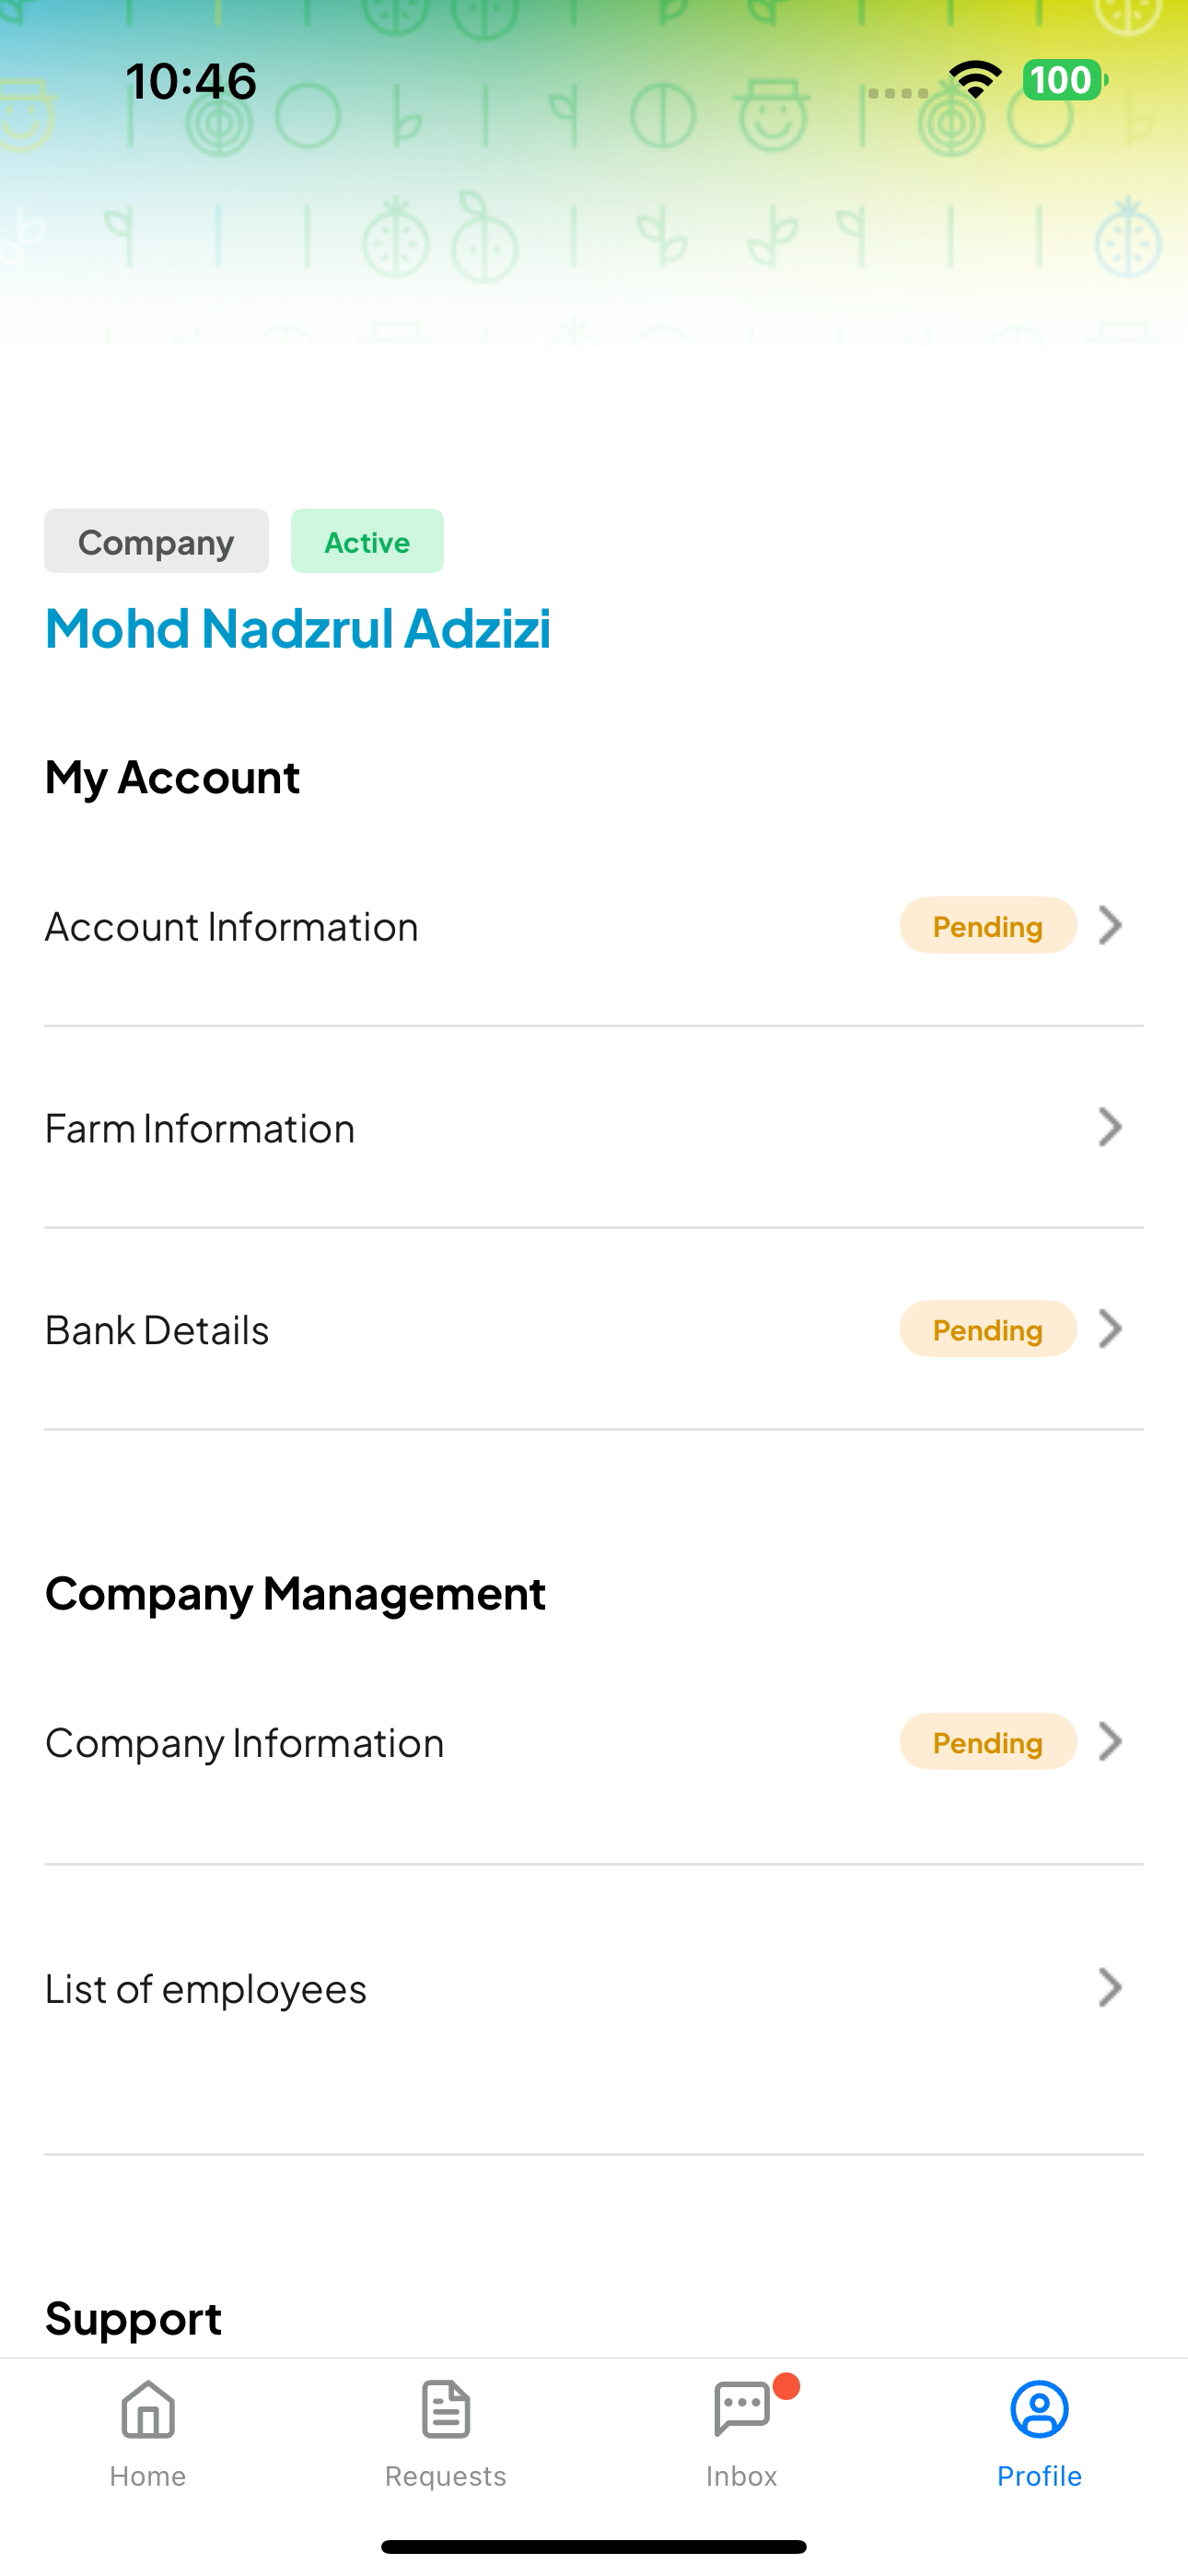 10:46
100
Company
Active
Mohd Nadzrul Adzizi
My Account
Account Information
Pending
Farm Information
Bank Details
Pending
Company Management
Company Information
Pending
List of employees
Support
Home
Requests
Inbox
Profile